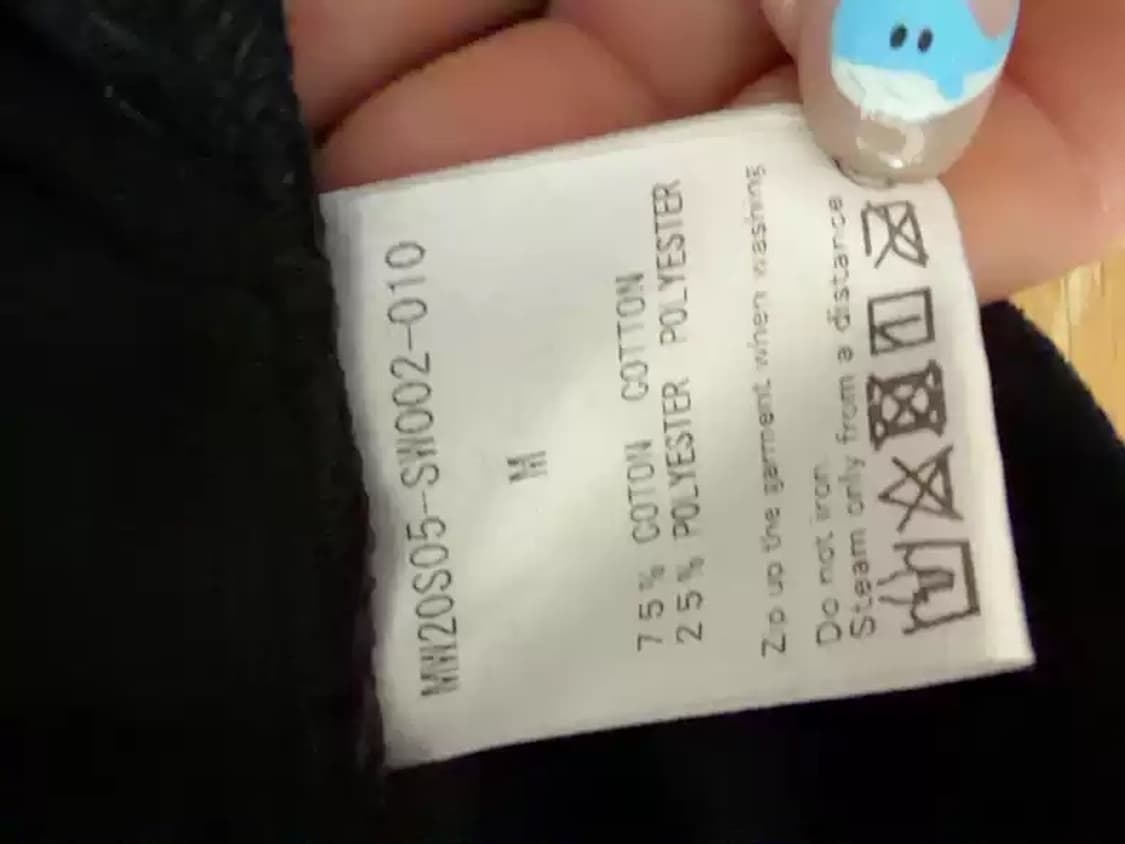 MW20S05-SW002-010
M
75% COTON COTTON
25% POLYESTER POLYESTER
Zip up the garment when washing
Do not iron
Steam only from a distance